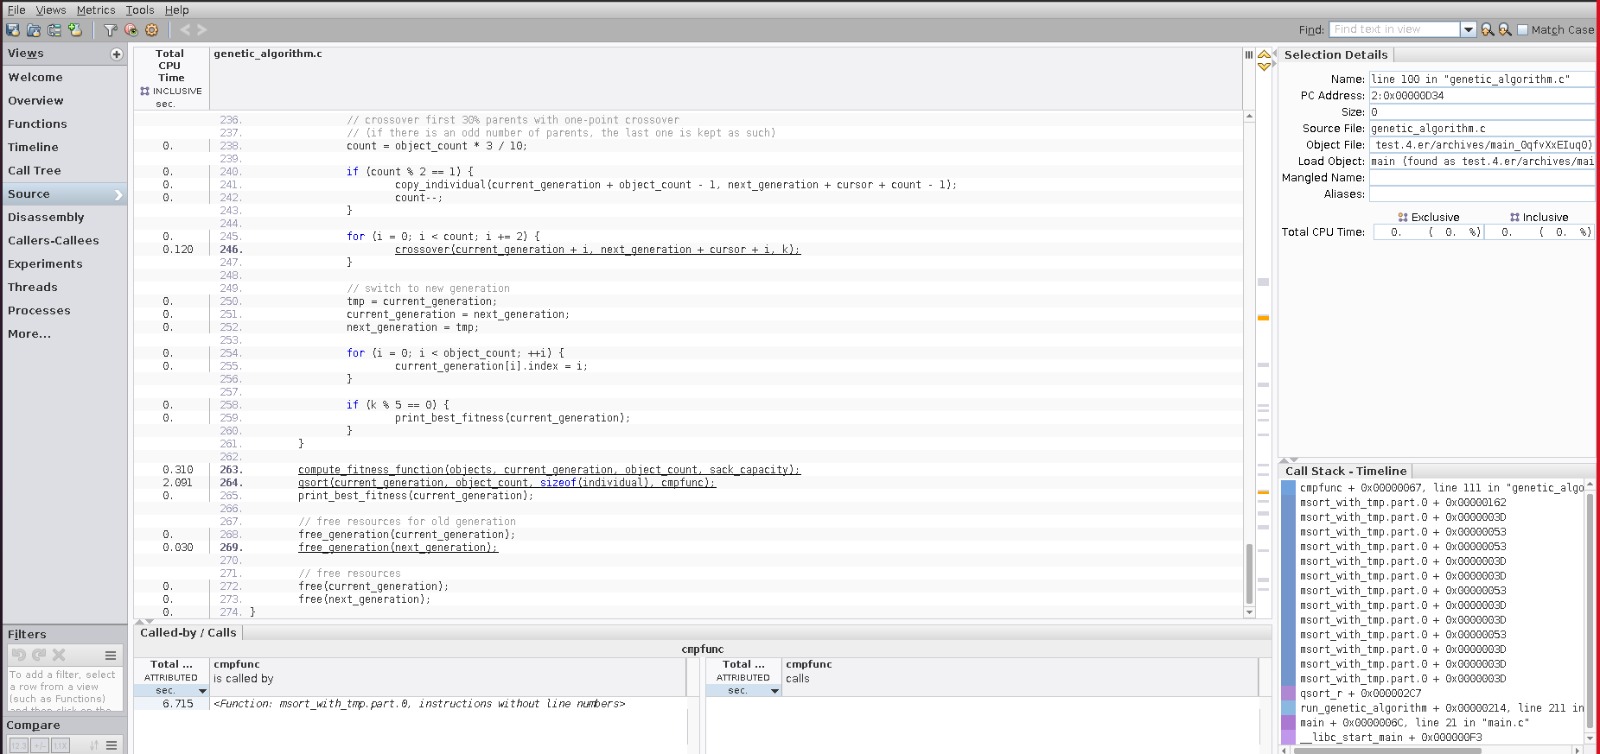 File Views Metrics Tools Help
Find: Find text in view Match Case
Views
Welcome
Overview
Functions
Timeline
Call Tree
Source
Disassembly
Callers-Callees
Experiments
Threads
Processes
More...
Filters
To add a filter, select
a row from a view
(such as Functions)
Compare
Total
CPU
Time
INCLUSIVE
sec.
genetic_algorithm.c
236. // crossover first 30% parents with one-point crossover
237. // (if there is an odd number of parents, the last one is kept as such)
0. 238. count = object_count * 3 / 10;
239.
0. 240. if (count % 2 == 1) {
0. 241. copy_individual(current_generation + object_count - 1, next_generation + cursor + count - 1);
0. 242. count--;
243. }
244.
0. 245. for (i = 0; i < count; i += 2) {
0.120 246. crossover(current_generation + i, next_generation + cursor + i, k);
247. }
248.
249. // switch to new generation
0. 250. tmp = current_generation;
0. 251. current_generation = next_generation;
0. 252. next_generation = tmp;
253.
0. 254. for (i = 0; i < object_count; ++i) {
0. 255. current_generation[i].index = i;
256. }
257.
0. 258. if (k % 5 == 0) {
0. 259. print_best_fitness(current_generation);
260. }
261. }
262.
0.310 263. compute_fitness_function(objects, current_generation, object_count, sack_capacity);
2.091 264. qsort(current_generation, object_count, sizeof(individual), cmpfunc);
0. 265. print_best_fitness(current_generation);
266.
267. // free resources for old generation
0. 268. free_generation(current_generation);
0.030 269. free_generation(next_generation);
270.
271. // free resources
0. 272. free(current_generation);
0. 273. free(next_generation);
0. 274. }
Called-by / Calls
cmpfunc
Total ...
ATTRIBUTED
sec.
cmpfunc
is called by
6.715 <Function: msort_with_tmp.part.0, instructions without line numbers>
Total ...
ATTRIBUTED
sec.
cmpfunc
calls
Selection Details
Name: line 100 in "genetic_algorithm.c"
PC Address: 2:0x00000D34
Size: 0
Source File: genetic_algorithm.c
Object File: test.4.er/archives/main_0qfvXxEIuq0)
Load Object: main (found as test.4.er/archives/mai
Mangled Name:
Aliases:
Exclusive Inclusive
Total CPU Time: 0. ( 0. %) 0. ( 0. %)
Call Stack - Timeline
cmpfunc + 0x00000067, line 111 in "genetic_algo
msort_with_tmp.part.0 + 0x00000162
msort_with_tmp.part.0 + 0x0000003D
msort_with_tmp.part.0 + 0x00000053
msort_with_tmp.part.0 + 0x00000053
msort_with_tmp.part.0 + 0x0000003D
msort_with_tmp.part.0 + 0x0000003D
msort_with_tmp.part.0 + 0x00000053
msort_with_tmp.part.0 + 0x0000003D
msort_with_tmp.part.0 + 0x0000003D
msort_with_tmp.part.0 + 0x00000053
msort_with_tmp.part.0 + 0x0000003D
msort_with_tmp.part.0 + 0x0000003D
msort_with_tmp.part.0 + 0x0000003D
qsort_r + 0x000002C7
run_genetic_algorithm + 0x00000214, line 211 in
main + 0x0000006C, line 21 in "main.c"
__libc_start_main + 0x000000F3